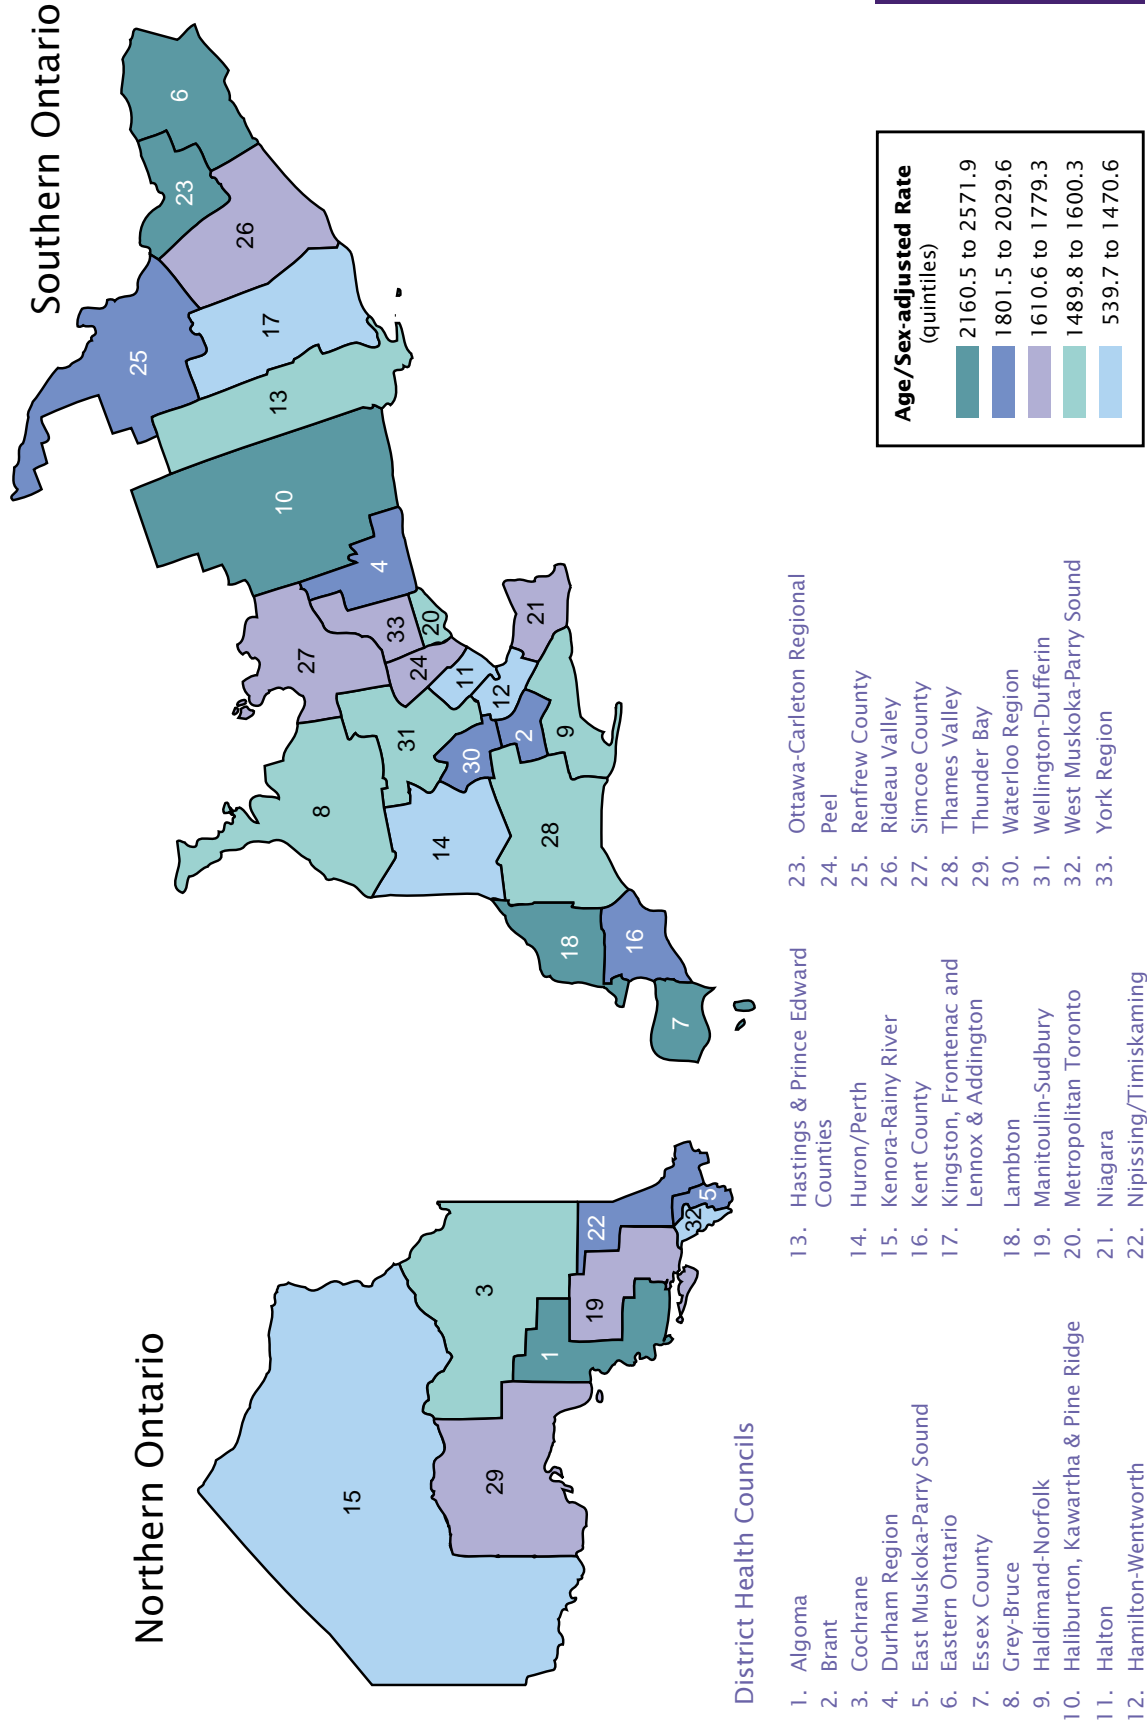 Northern Ontario
15
3
29
1
19
22
32
5
Southern Ontario
6
23
25
26
17
13
10
4
27
33
20
24
21
11
12
31
8
30
2
9
14
28
18
16
7
District Health Councils
1. Algoma
2. Brant
3. Cochrane
4. Durham Region
5. East Muskoka-Parry Sound
6. Eastern Ontario
7. Essex County
8. Grey-Bruce
9. Haldimand-Norfolk
10. Haliburton, Kawartha & Pine Ridge
11. Halton
12. Hamilton-Wentworth
13. Hastings & Prince Edward
Counties
14. Huron/Perth
15. Kenora-Rainy River
16. Kent County
17. Kingston, Frontenac and
Lennox & Addington
18. Lambton
19. Manitoulin-Sudbury
20. Metropolitan Toronto
21. Niagara
22. Nipissing/Timiskaming
23. Ottawa-Carleton Regional
24. Peel
25. Renfrew County
26. Rideau Valley
27. Simcoe County
28. Thames Valley
29. Thunder Bay
30. Waterloo Region
31. Wellington-Dufferin
32. West Muskoka-Parry Sound
33. York Region
Age/Sex-adjusted Rate
(quintiles)
2160.5 to 2571.9
1801.5 to 2029.6
1610.6 to 1779.3
1489.8 to 1600.3
539.7 to 1470.6